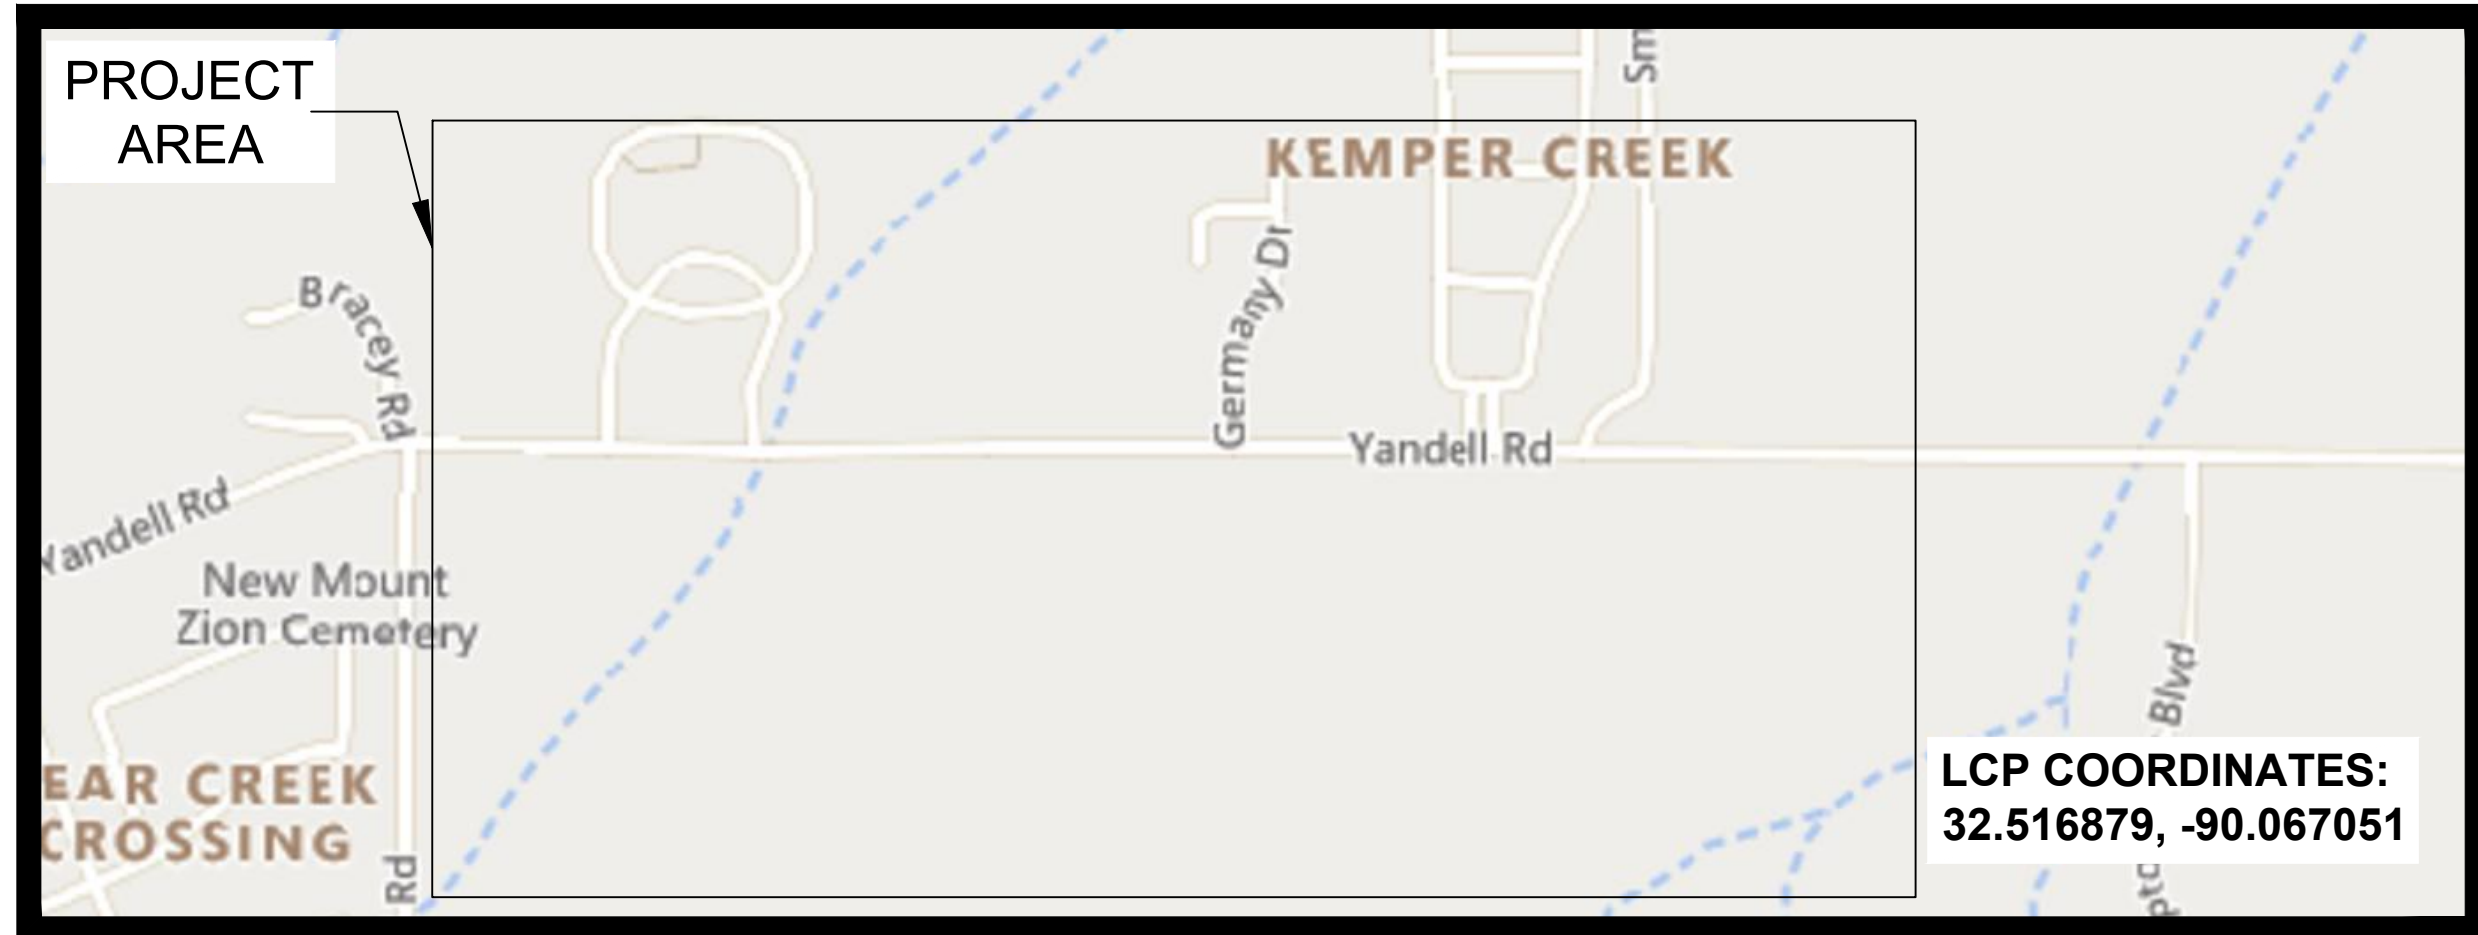 PROJECT
AREA
Sm
KEMPER CREEK
Bracey Rd
Germany Dr
Yandell Rd
Yandell Rd
New Mount
Zion Cemetery
Blvd
EAR CREEK
CROSSING
Rd
LCP COORDINATES:
32.516879, -90.067051